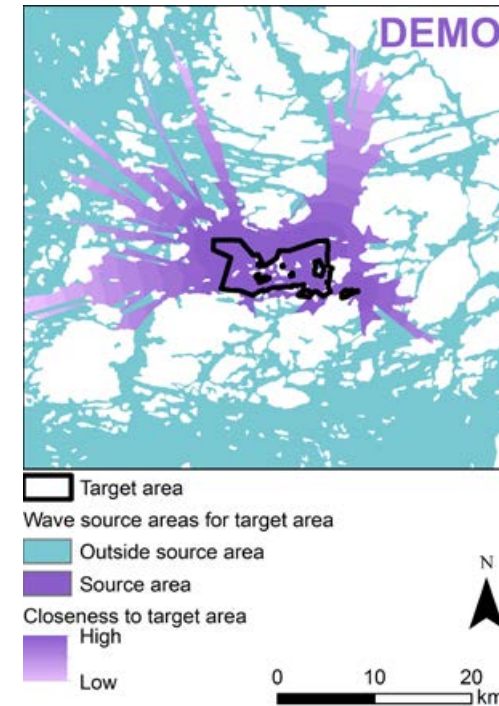 DEMO
Target area
Wave source areas for target area
Outside source area
Source area
Closeness to target area
High
Low
N
0 10 20
km